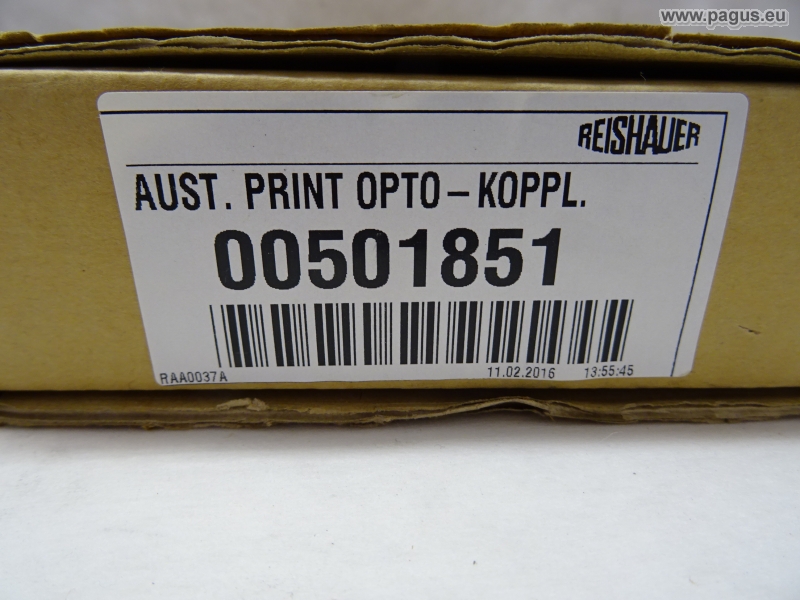 www.pagus.eu
REISHAUER
AUST. PRINT OPTO-KOPPL.
00501851
RAA0037A 11.02.2016 13:55:45